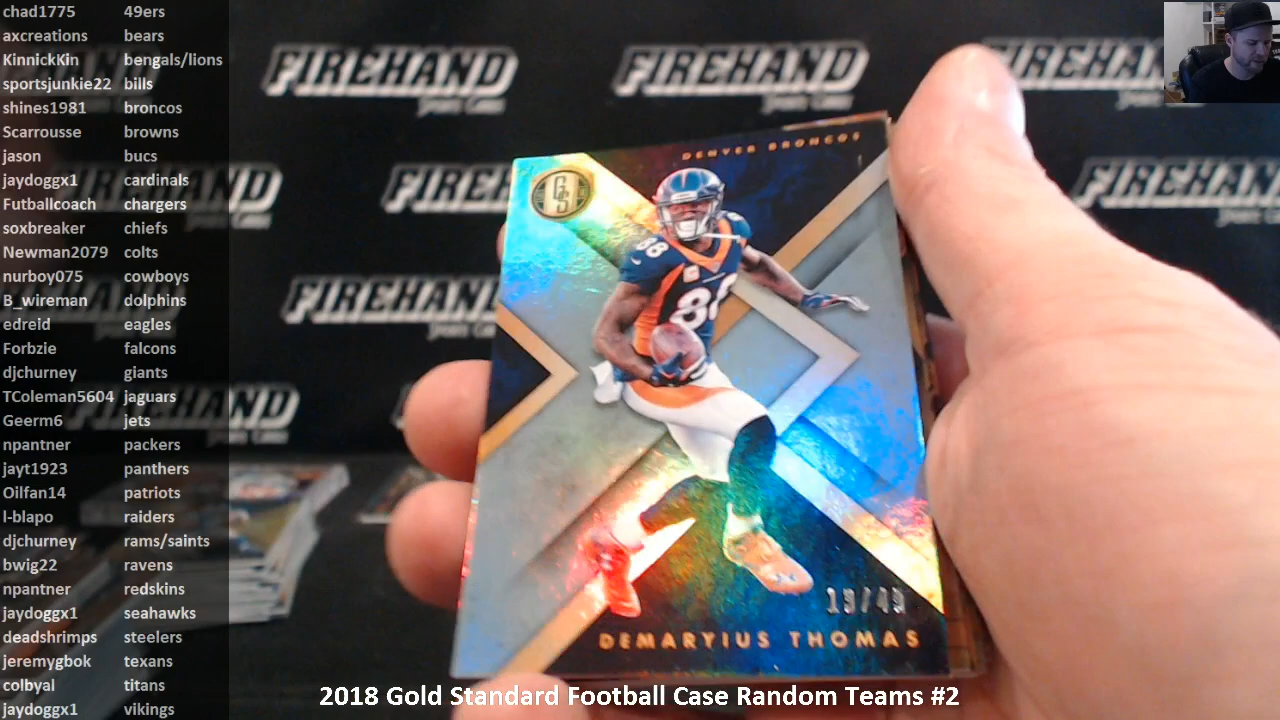 chad1775 49ers
axcreations bears
KinnickKin bengals/lions
sportsjunkie22 bills
shines1981 broncos
Scarrousse browns
jason bucs
jaydoggx1 cardinals
Futballcoach chargers
soxbreaker chiefs
Newman2079 colts
nurboy075 cowboys
B_wireman dolphins
edreid eagles
Forbzie falcons
djchurney giants
TColeman5604 jaguars
Geerm6 jets
npantner packers
jayt1923 panthers
Oilfan14 patriots
l-blapo raiders
djchurney rams/saints
bwig22 ravens
npantner redskins
jaydoggx1 seahawks
deadshrimps steelers
jeremygbok texans
colbyal titans
jaydoggx1 vikings
FIREHAND
FIREHAND
FIREHAND
FIREHAND
FIREHAND
FIREHAND
FIREHAND
DENVER BRONCOS
GS
88
88
19/49
DEMARYIUS THOMAS
2018 Gold Standard Football Case Random Teams #2